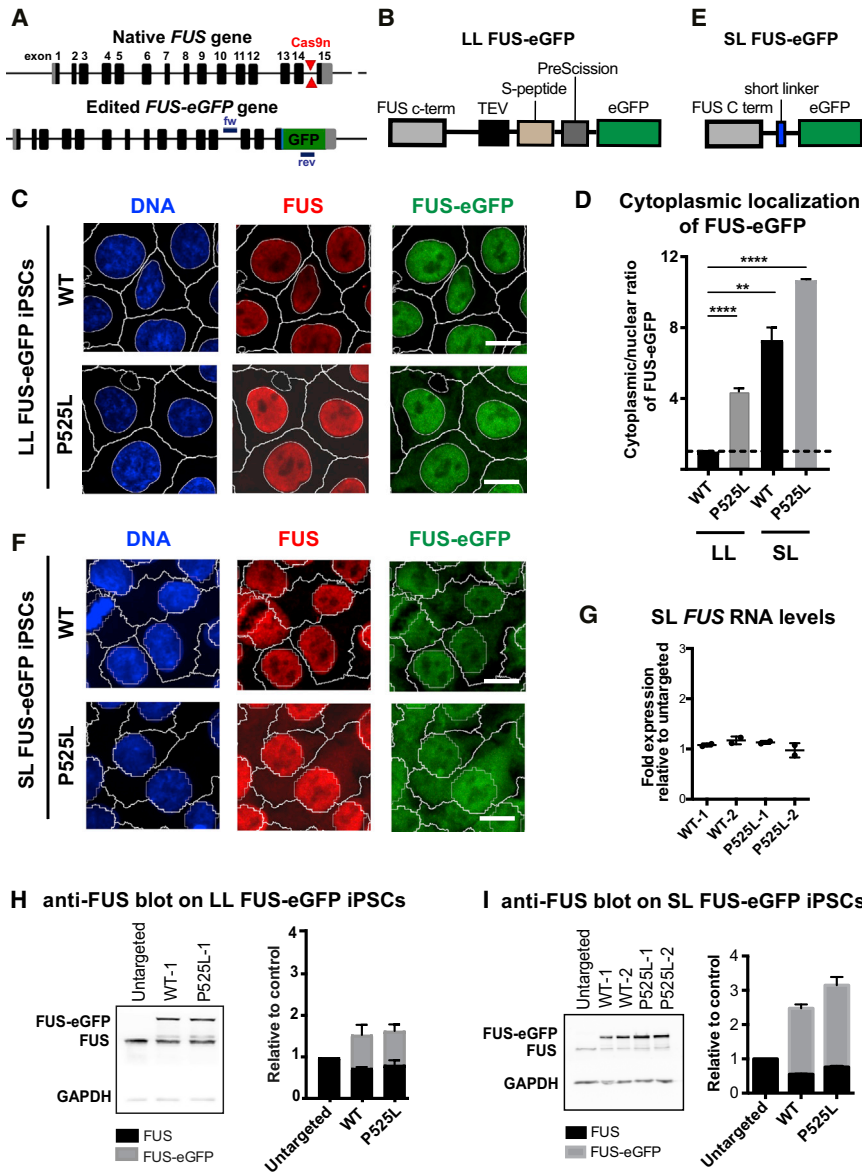 A
Native FUS gene
Cas9n
exon 1 2 3 4 5 6 7 8 9 10 11 12 13 14 15
Edited FUS-eGFP gene
fw
GFP
rev
B
LL FUS-eGFP
PreScission
S-peptide
FUS c-term
TEV
eGFP
E
SL FUS-eGFP
short linker
FUS C term
eGFP
C
DNA
FUS
FUS-eGFP
LL FUS-eGFP iPSCs
WT
P525L
D
Cytoplasmic localization
of FUS-eGFP
Cytoplasmic/nuclear ratio
of FUS-eGFP
12
10
8
4
****
**
****
WT
P525L
WT
P525L
LL
SL
F
DNA
FUS
FUS-eGFP
SL FUS-eGFP iPSCs
WT
P525L
G
SL FUS RNA levels
Fold expression
relative to untargeted
3
2
1
0
WT-1
WT-2
P525L-1
P525L-2
H anti-FUS blot on LL FUS-eGFP iPSCs
Untargeted
WT-1
P525L-1
FUS-eGFP
FUS
GAPDH
Relative to control
4
2
1
0
Untargeted
WT
P525L
FUS
FUS-eGFP
I anti-FUS blot on SL FUS-eGFP iPSCs
Untargeted
WT-1
WT-2
P525L-1
P525L-2
FUS-eGFP
FUS
GAPDH
Relative to control
4
3
2
1
0
Untargeted
WT
P525L
FUS
FUS-eGFP